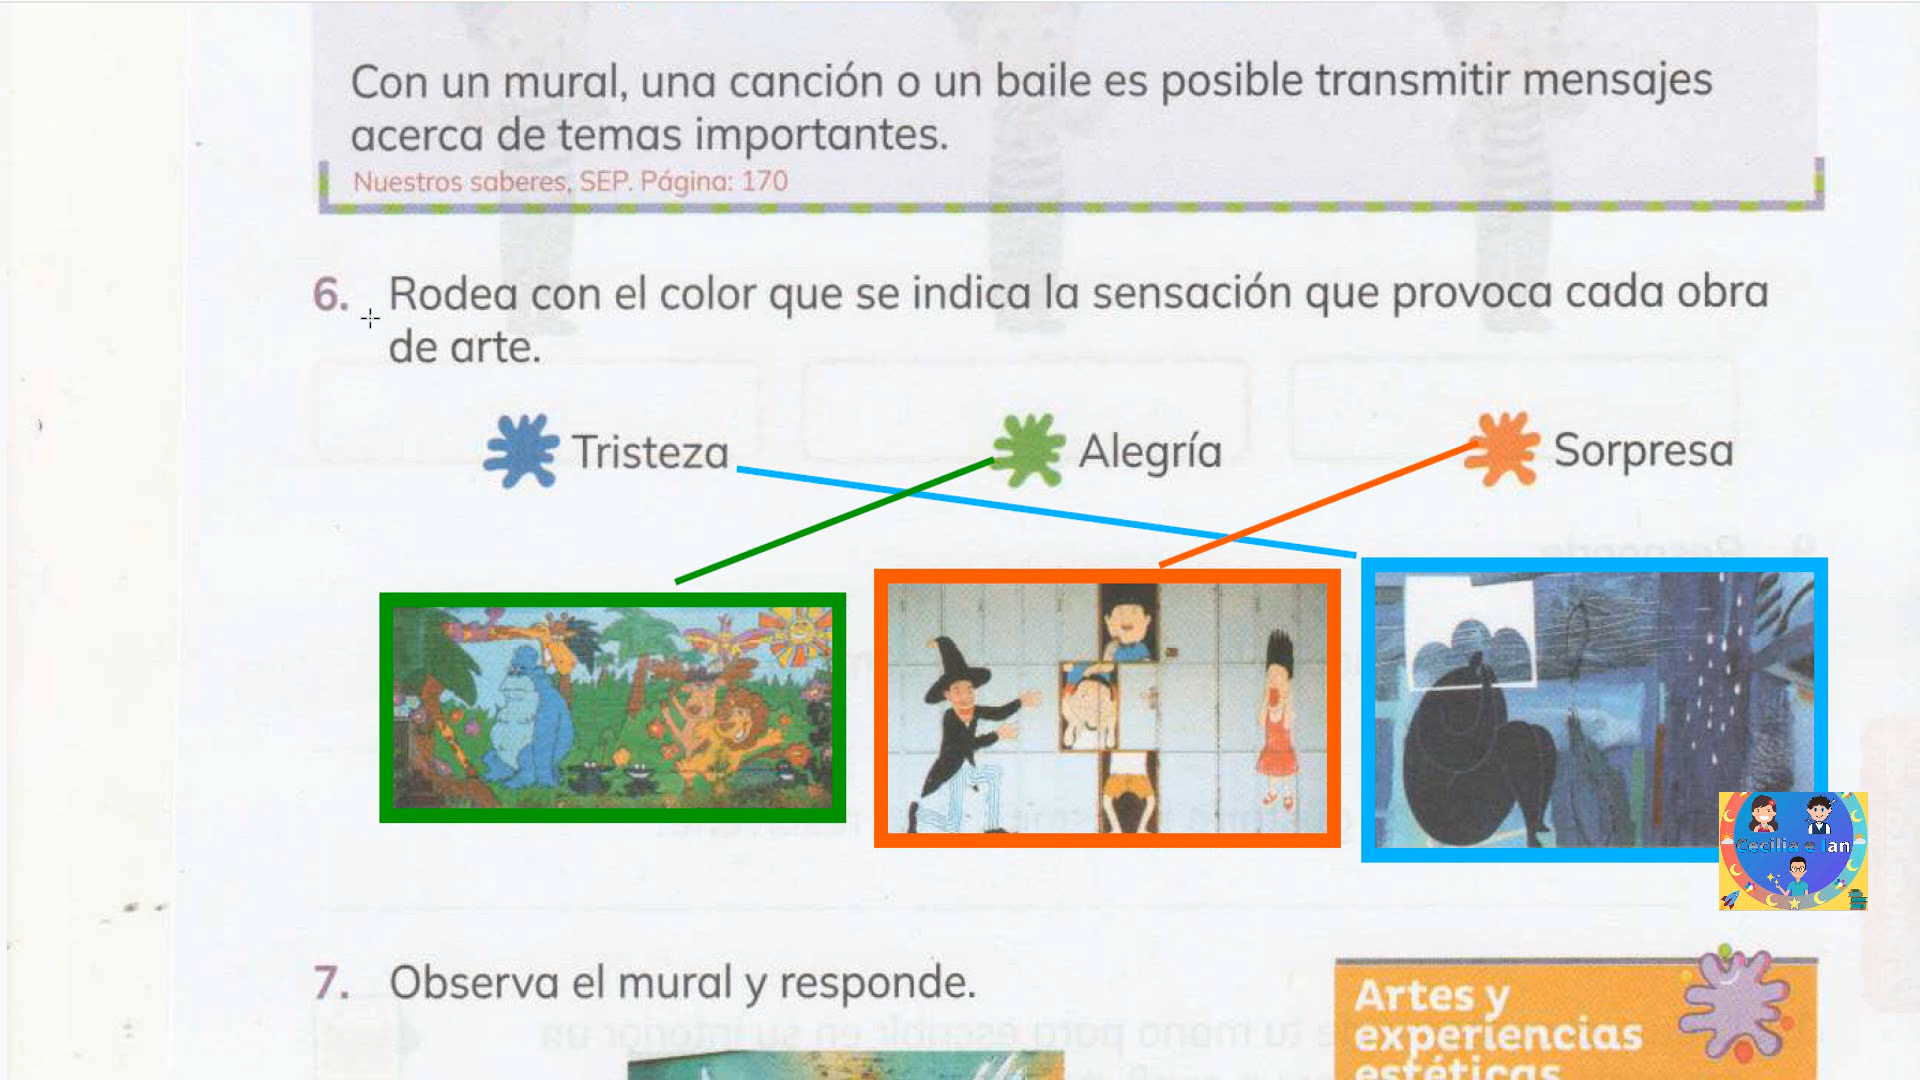 Con un mural, una canción o un baile es posible transmitir mensajes
acerca de temas importantes.
Nuestros saberes, SEP. Página: 170
6. Rodea con el color que se indica la sensación que provoca cada obra
de arte.
Tristeza
Alegría
Sorpresa
Cecilia e Ian
7. Observa el mural y responde.
Artes y
experiencias
estéticas